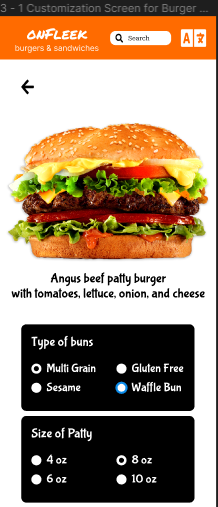 3 - 1 Customization Screen for Burger ...
onFleek
burgers & sandwiches
Search
Angus beef patty burger
with tomatoes, lettuce, onion, and cheese
Type of buns
Multi Grain
Gluten Free
Sesame
Waffle Bun
Size of Patty
4 oz
8 oz
6 oz
10 oz